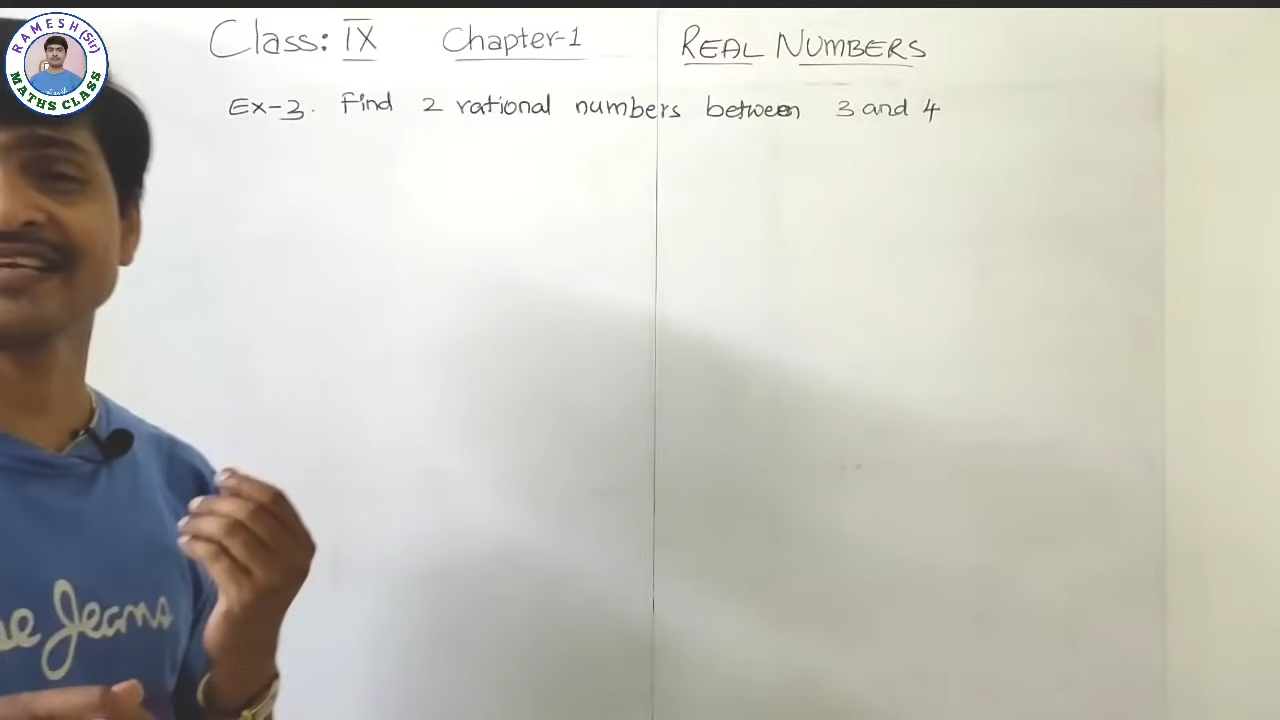 RAMESH (Sir)
MATHS CLASS
Class: IX Chapter-1 REAL NUMBERS
Ex-3. Find 2 rational numbers between 3 and 4
Jeans